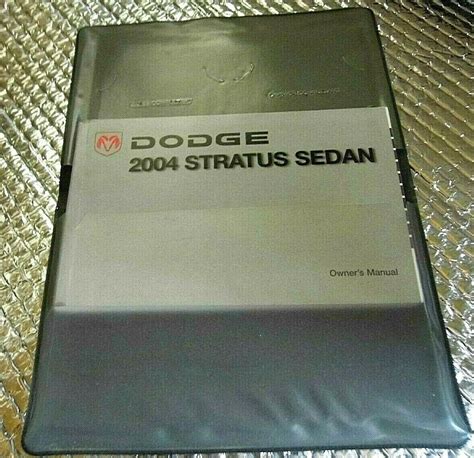 DODGE
2004 STRATUS SEDAN
Owner's Manual